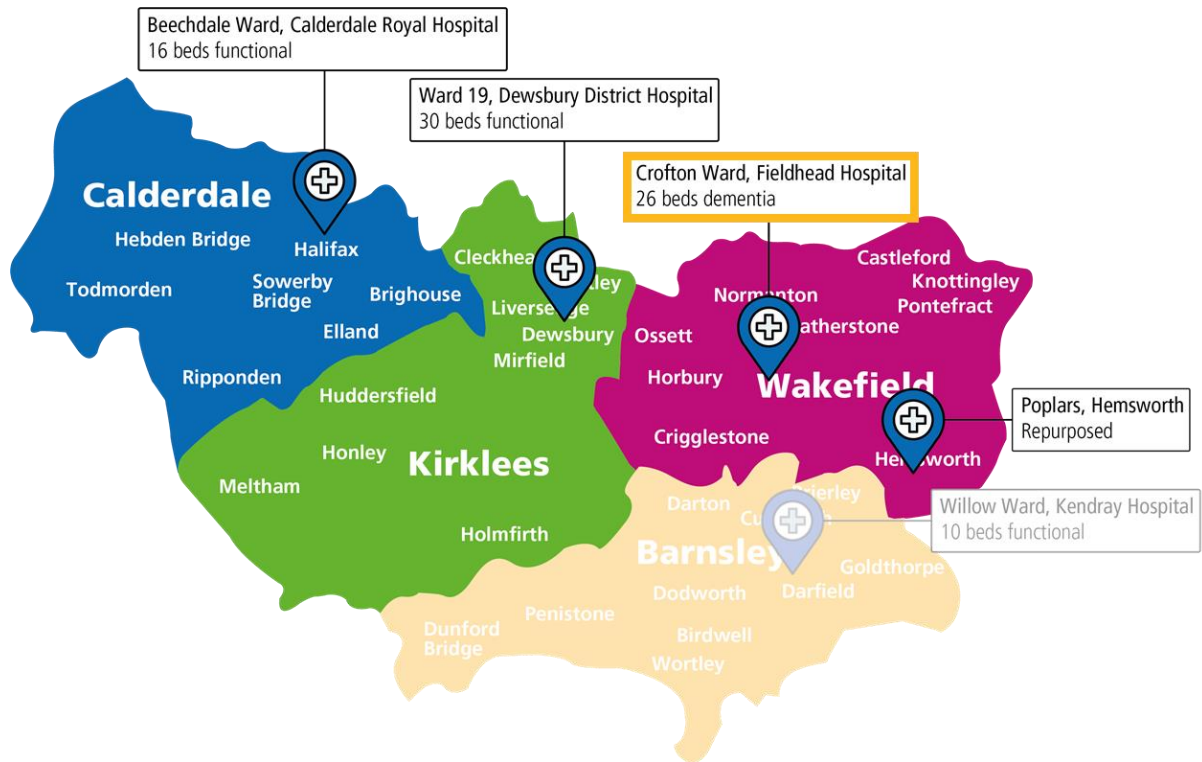 Beechdale Ward, Calderdale Royal Hospital
16 beds functional
Ward 19, Dewsbury District Hospital
30 beds functional
Crofton Ward, Fieldhead Hospital
26 beds dementia
Calderdale
Hebden Bridge
Halifax
Todmorden
Sowerby
Bridge
Brighouse
Elland
Ripponden
Liversedge
Dewsbury
Mirfield
Huddersfield
Honley
Kirklees
Meltham
Holmfirth
Castleford
Knottingley
Normanton
Pontefract
Ossett
Horbury
Wakefield
Crigglestone
Hemsworth
Poplars, Hemsworth
Repurposed
Willow Ward, Kendray Hospital
10 beds functional
Darton
Barnsley
Goldthorpe
Dodworth
Darfield
Penistone
Dunford
Bridge
Birdwell
Wortley